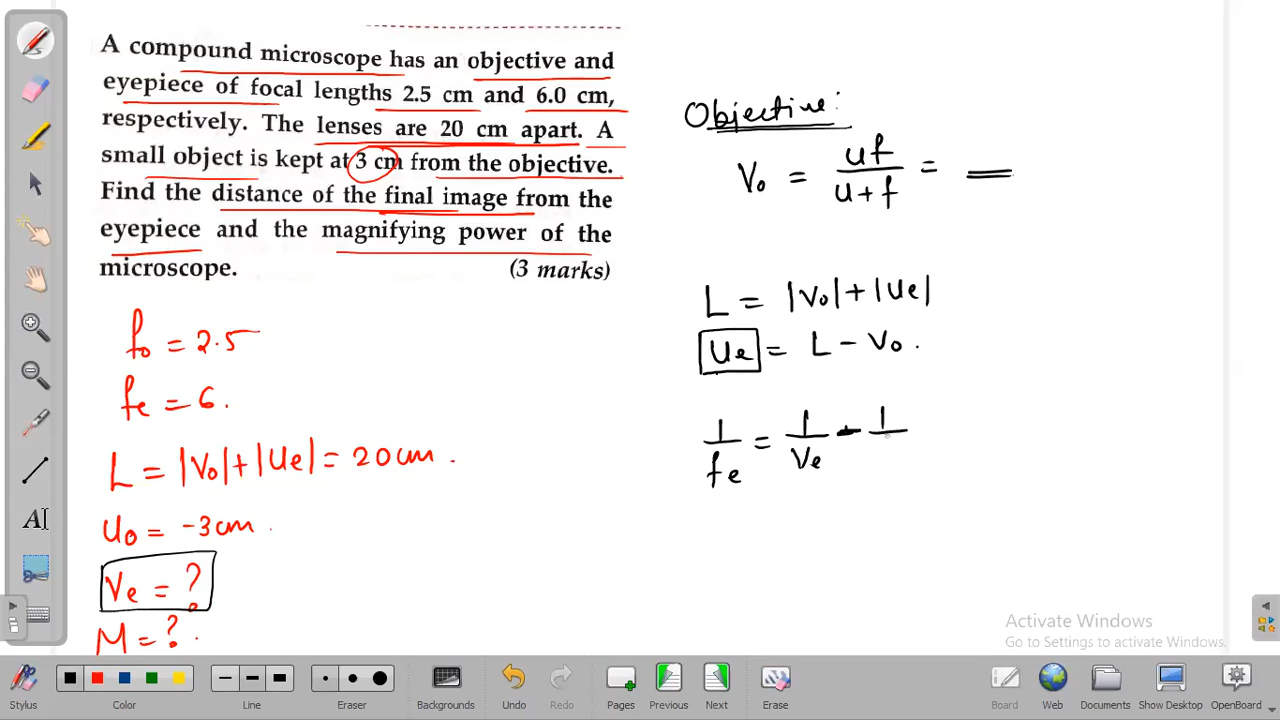 A compound microscope has an objective and
eyepiece of focal lengths 2.5 cm and 6.0 cm,
respectively. The lenses are 20 cm apart. A
small object is kept at 3 cm from the objective.
Find the distance of the final image from the
eyepiece and the magnifying power of the
microscope. (3 marks)
fo = 2.5
fe = 6.
L = |Vo| + |Ue| = 20cm.
uo = -3cm.
Ve = ?
M = ?.
Objective:
Vo = uf/u+f =
L = |Vo| + |Ue|
Ue = L - Vo.
1/fe = 1/Ve - 1/
Activate Windows
Go to Settings to activate Windows.
Stylus
Color
Line
Eraser
Backgrounds
Undo
Redo
Pages
Previous
Next
Erase
Board
Web
Documents
Show Desktop
OpenBoard